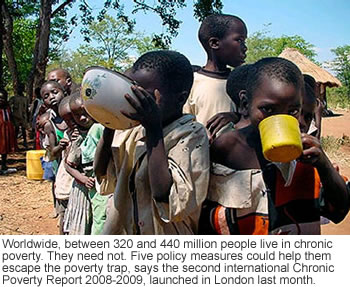 Worldwide, between 320 and 440 million people live in chronic
poverty. They need not. Five policy measures could help them
escape the poverty trap, says the second international Chronic
Poverty Report 2008-2009, launched in London last month.